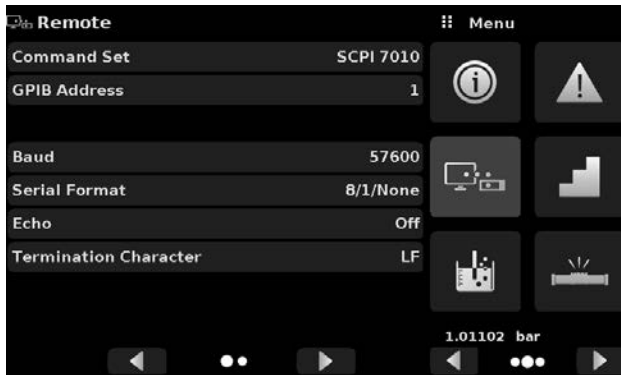 Remote
Menu
Command Set SCPI 7010
GPIB Address 1
Baud 57600
Serial Format 8/1/None
Echo Off
Termination Character LF
1.01102 bar